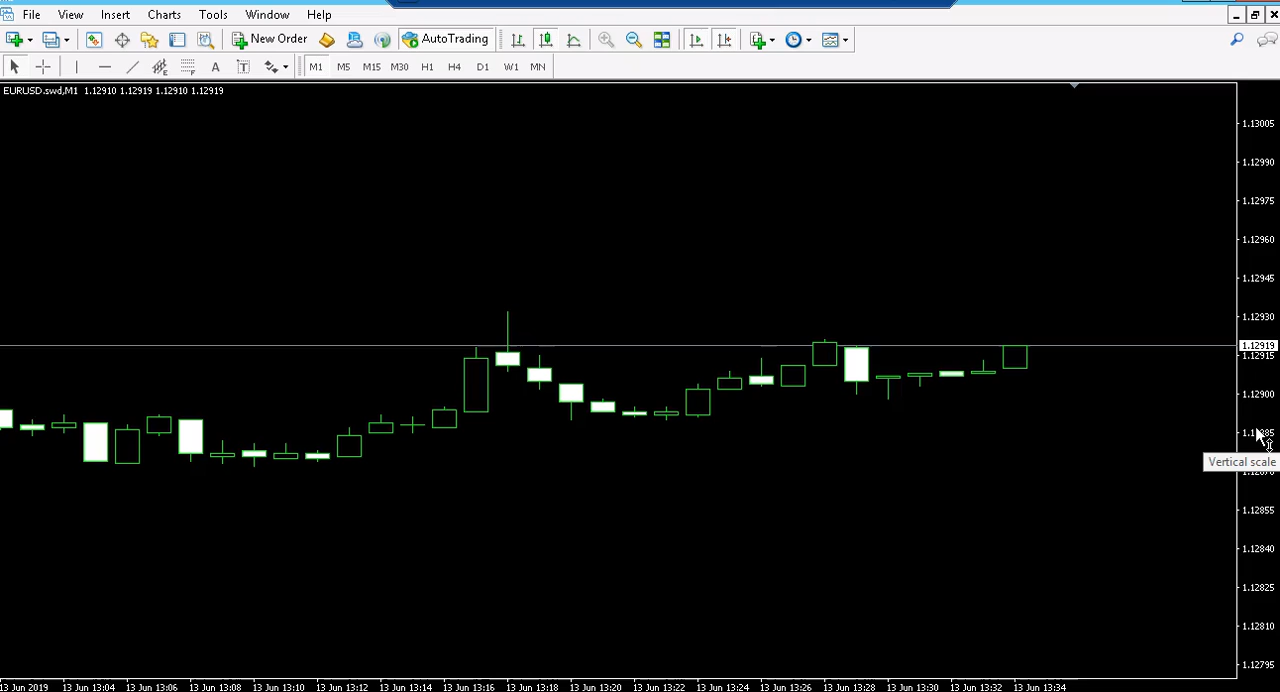 File View Insert Charts Tools Window Help
New Order AutoTrading
A T M1 M5 M15 M30 H1 H4 D1 W1 MN
EURUSD.swd,M1 1.12910 1.12919 1.12910 1.12919
1.13005
1.12990
1.12975
1.12960
1.12945
1.12930
1.12919
1.12915
1.12900
Vertical scale
1.12855
1.12840
1.12825
1.12810
1.12795
13 Jun 2019 13 Jun 13:04 13 Jun 13:06 13 Jun 13:08 13 Jun 13:10 13 Jun 13:12 13 Jun 13:14 13 Jun 13:16 13 Jun 13:18 13 Jun 13:20 13 Jun 13:22 13 Jun 13:24 13 Jun 13:26 13 Jun 13:28 13 Jun 13:30 13 Jun 13:32 13 Jun 13:34